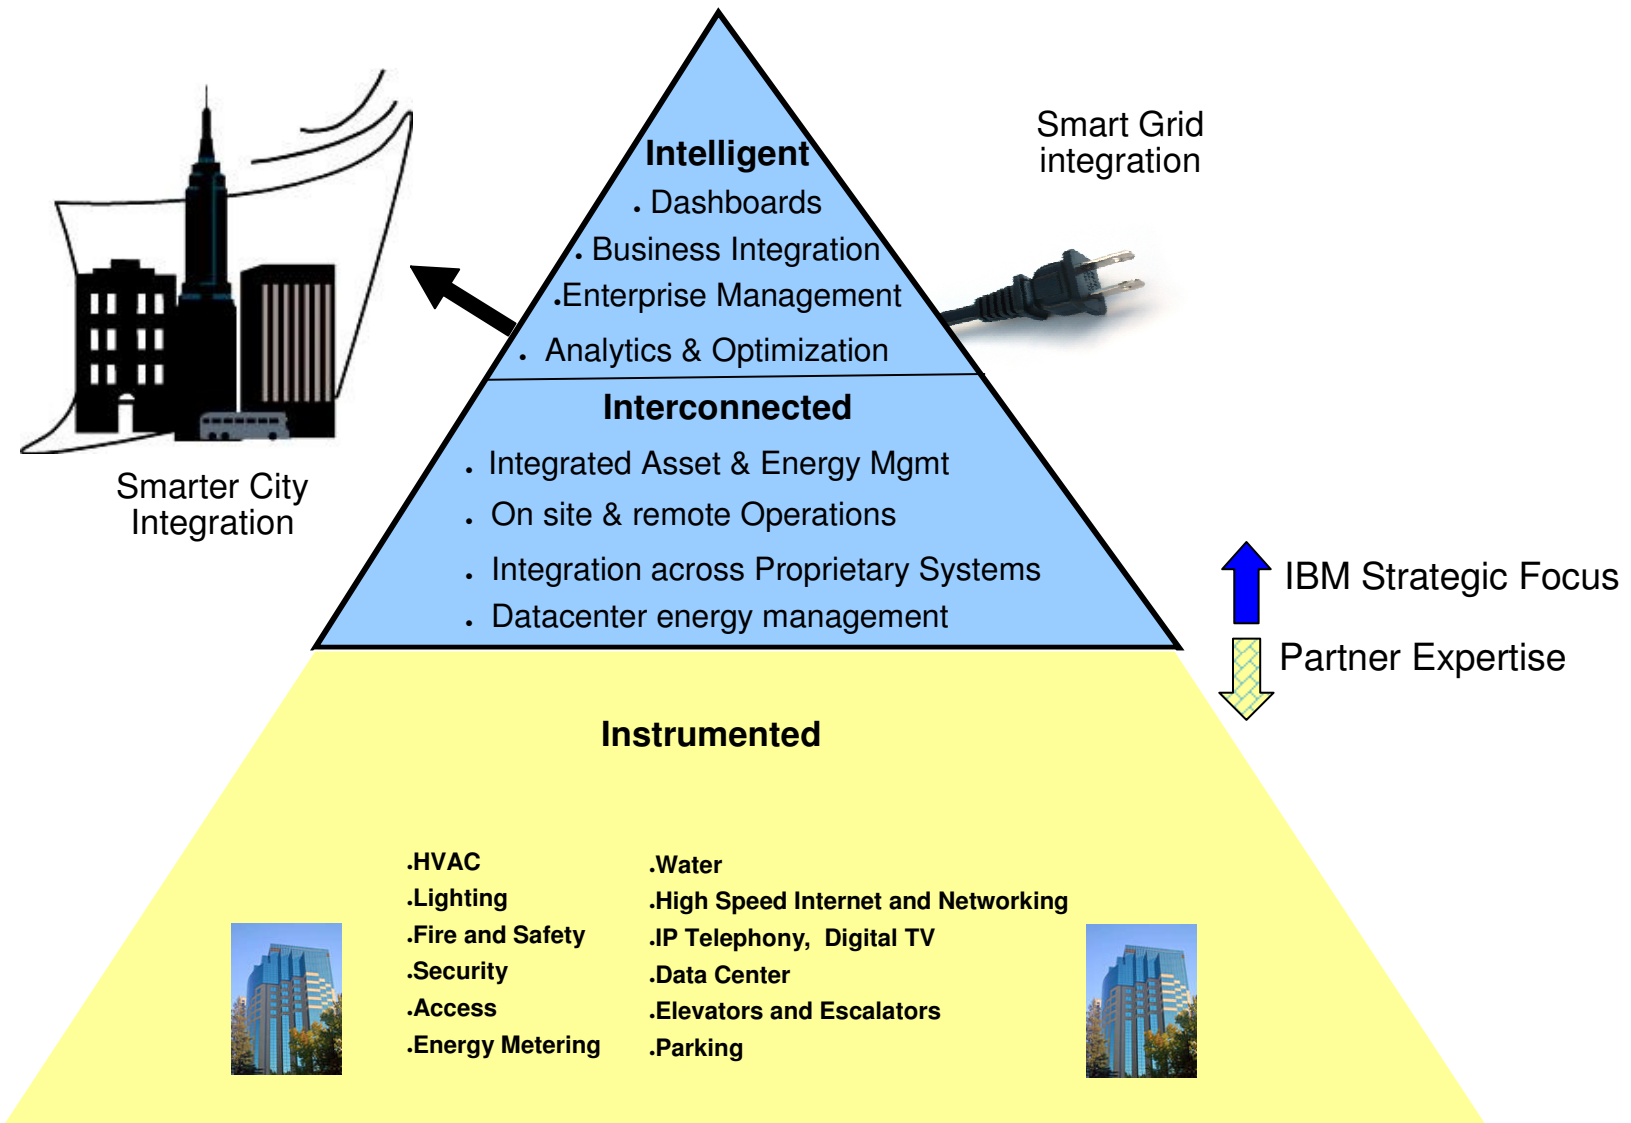 Smart Grid
integration
Intelligent
. Dashboards
. Business Integration
.Enterprise Management
. Analytics & Optimization
Smarter City
Integration
Interconnected
. Integrated Asset & Energy Mgmt
. On site & remote Operations
. Integration across Proprietary Systems
. Datacenter energy management
IBM Strategic Focus
Partner Expertise
Instrumented
.HVAC
.Lighting
.Fire and Safety
.Security
.Access
.Energy Metering
.Water
.High Speed Internet and Networking
.IP Telephony,  Digital TV
.Data Center
.Elevators and Escalators
.Parking